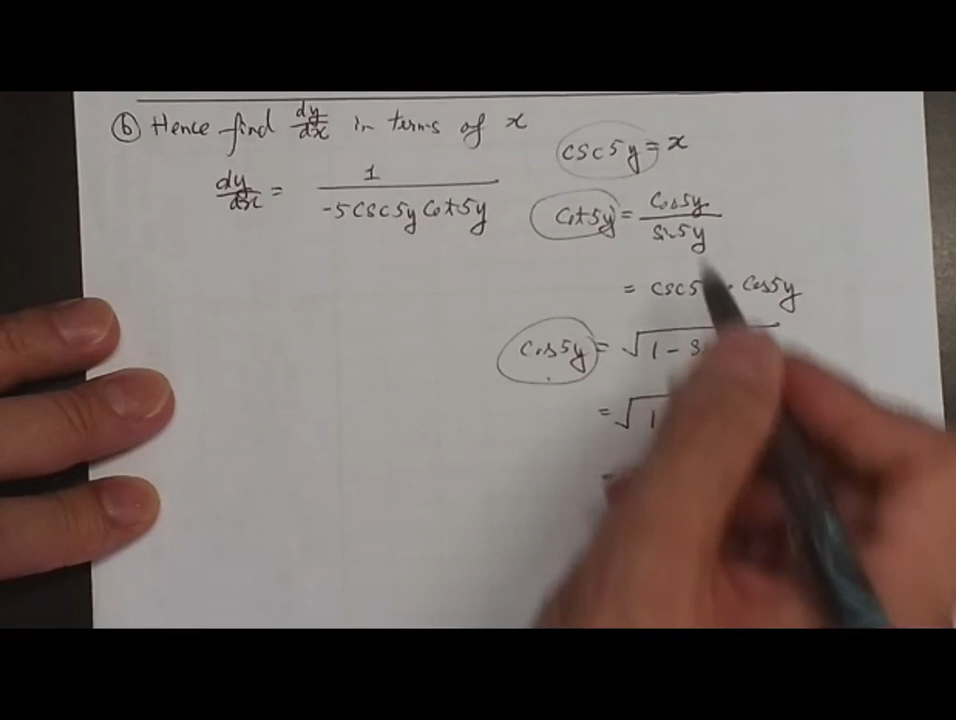 (b) Hence find dy/dx in terms of x
csc5y = x
dy/dx = 1 / -5csc5y cot5y
cot5y = cos5y / sin5y
= csc5 · cos5y
cos5y = √1 -
= √1
=